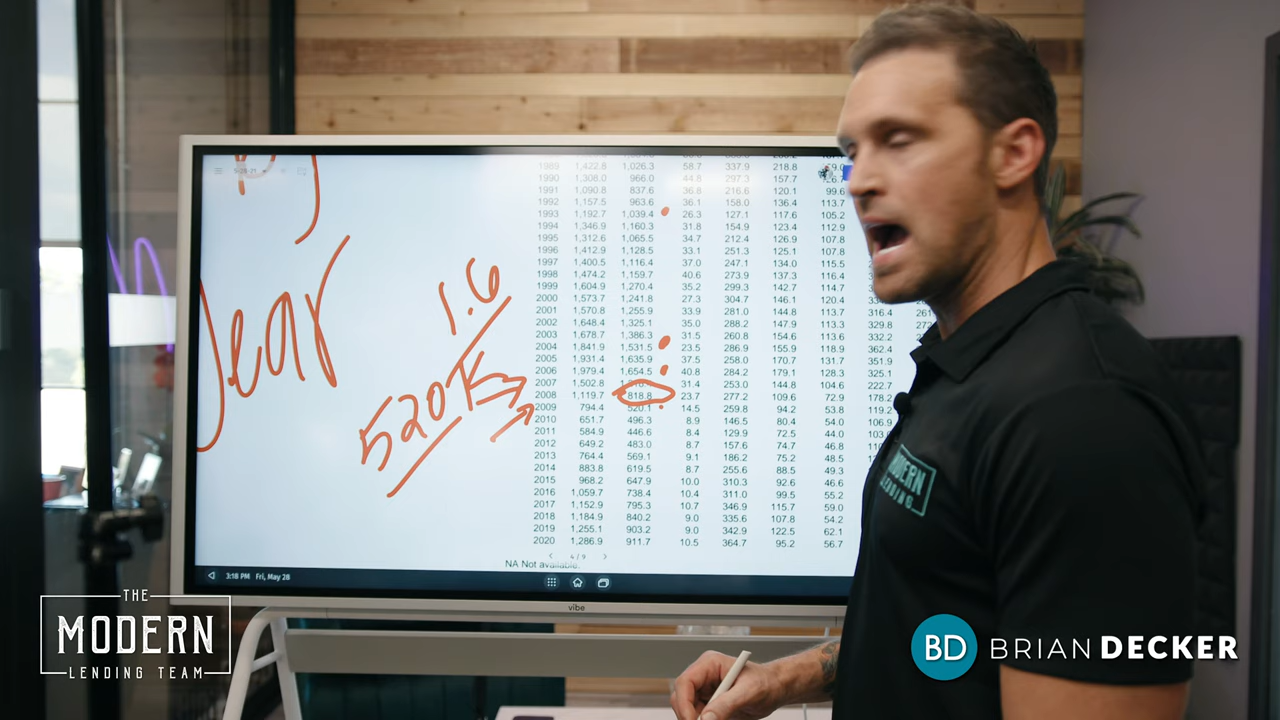 Year
1.6
520K
1989 1,422.8 1,026.3 58.7 337.9 218.8
1990 1,308.0 966.0 44.8 297.3 157.7
1991 1,090.8 837.6 36.8 216.6 120.1 99.6
1992 1,157.5 963.6 36.1 158.0 136.4 113.7
1993 1,192.7 1,039.4 26.3 127.1 117.6 105.2
1994 1,346.9 1,160.3 31.8 154.9 123.4 112.9
1995 1,312.6 1,065.5 34.7 212.4 126.9 107.8
1996 1,412.9 1,128.5 33.1 251.3 125.1 107.8
1997 1,400.5 1,116.4 37.0 247.1 134.0 115.5
1998 1,474.2 1,159.7 40.6 273.9 137.3 116.4
1999 1,604.9 1,270.4 35.2 299.3 142.7 114.7
2000 1,573.7 1,241.8 27.3 304.7 146.1 120.4
2001 1,570.8 1,255.9 33.9 281.0 144.8 113.7 316.4
2002 1,648.4 1,325.1 35.0 288.2 147.9 113.3 329.8
2003 1,678.7 1,386.3 31.5 260.8 154.6 113.6 332.2
2004 1,841.9 1,531.5 23.5 286.9 155.9 118.9 362.4
2005 1,931.4 1,635.9 37.5 258.0 170.7 131.7 351.9
2006 1,979.4 1,654.5 40.8 284.2 179.1 128.3 325.1
2007 1,502.8 31.4 253.0 144.8 104.6 222.7
2008 1,119.7 818.8 23.7 277.2 109.6 72.9 178.2
2009 794.4 520.1 14.5 259.8 94.2 53.8 119.2
2010 651.7 496.3 8.9 146.5 80.4 54.0 106.9
2011 584.9 446.6 8.4 129.9 72.5 44.0
2012 649.2 483.0 8.7 157.6 74.7 46.8
2013 764.4 569.1 9.1 186.2 75.2 48.5
2014 883.8 619.5 8.7 255.6 88.5 49.3
2015 968.2 647.9 10.0 310.3 92.6 46.6
2016 1,059.7 738.4 10.4 311.0 99.5 55.2
2017 1,152.9 795.3 10.7 346.9 115.7 59.0
2018 1,184.9 840.2 9.0 335.6 107.8 54.2
2019 1,255.1 903.2 9.0 342.9 122.5 62.1
2020 1,286.9 911.7 10.5 364.7 95.2 56.7
NA Not available.
3:18 PM Fri, May 28
vibe
MODERN
LENDING
THE
MODERN
LENDING TEAM
BD BRIAN DECKER